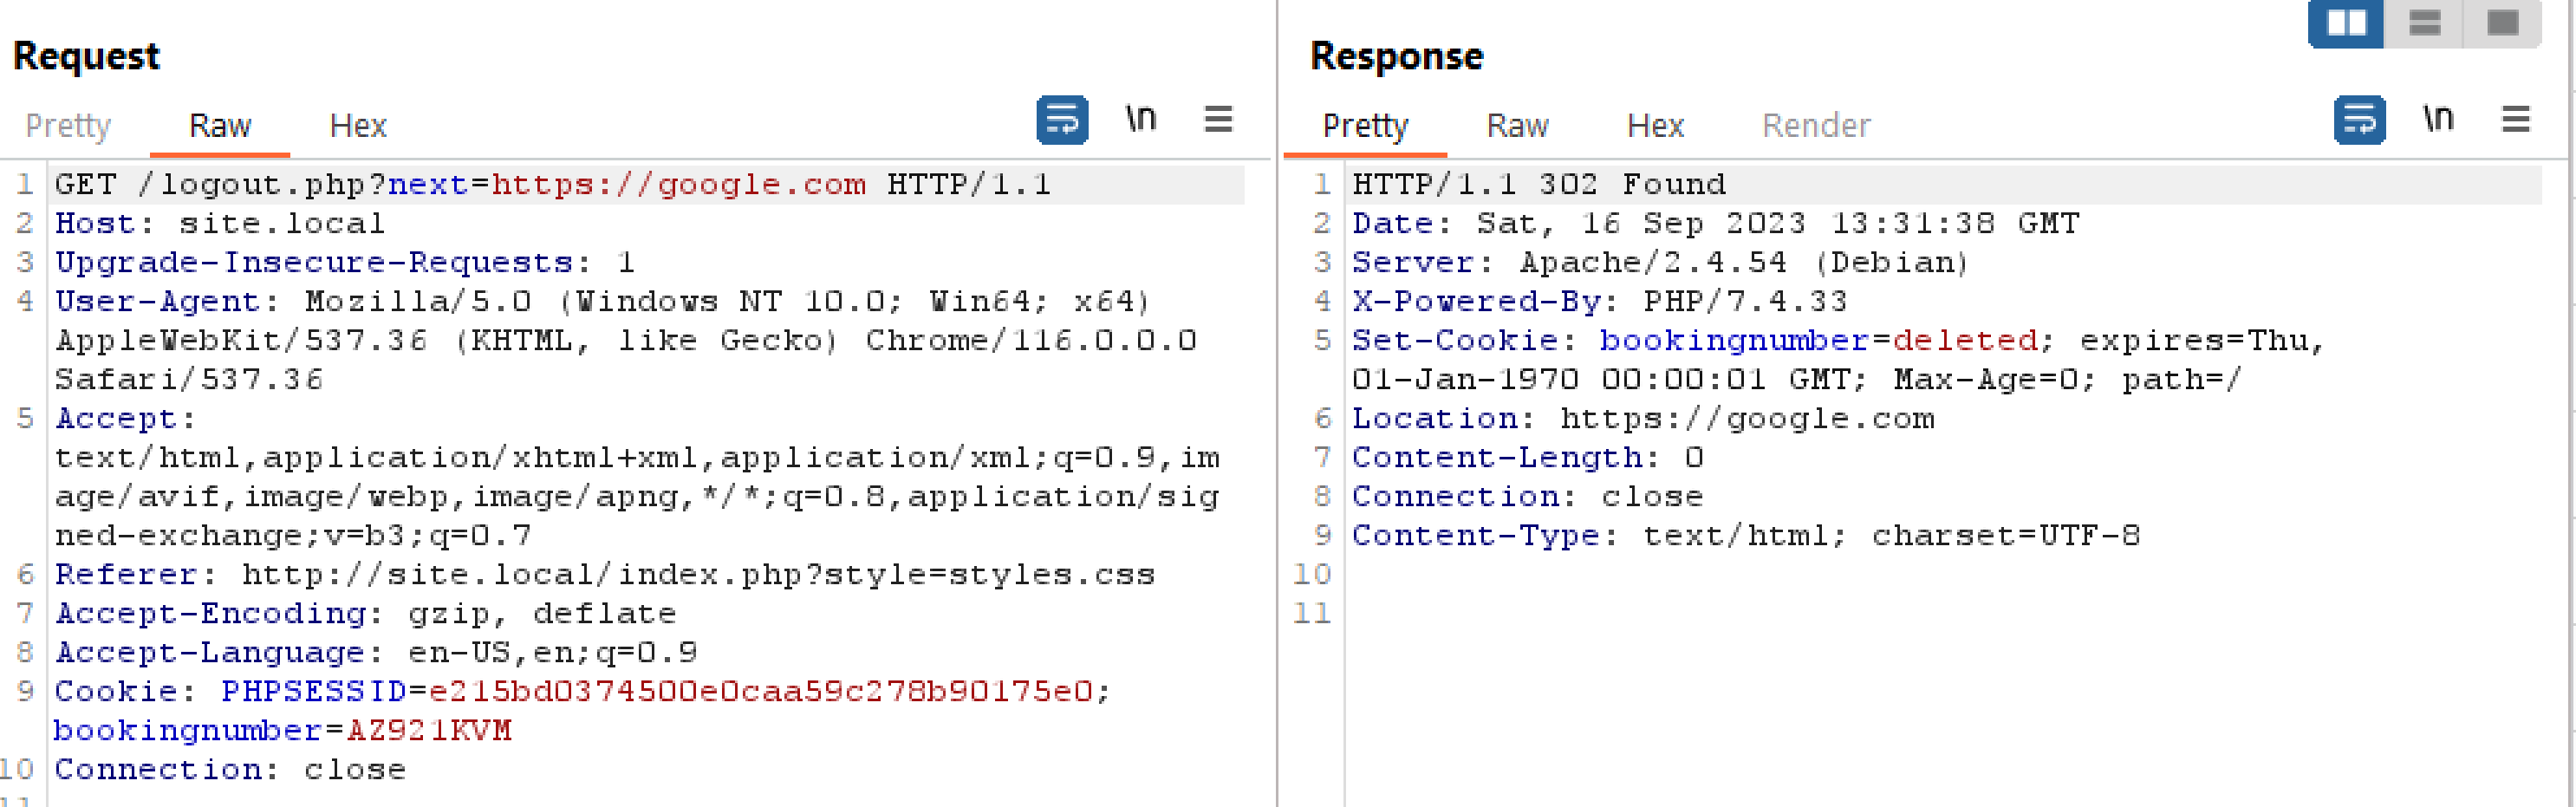 Request
Pretty Raw Hex \n
1 GET /logout.php?next=https://google.com HTTP/1.1
2 Host: site.local
3 Upgrade-Insecure-Requests: 1
4 User-Agent: Mozilla/5.0 (Windows NT 10.0; Win64; x64)
AppleWebKit/537.36 (KHTML, like Gecko) Chrome/116.0.0.0
Safari/537.36
5 Accept:
text/html,application/xhtml+xml,application/xml;q=0.9,im
age/avif,image/webp,image/apng,*/*;q=0.8,application/sig
ned-exchange;v=b3;q=0.7
6 Referer: http://site.local/index.php?style=styles.css
7 Accept-Encoding: gzip, deflate
8 Accept-Language: en-US,en;q=0.9
9 Cookie: PHPSESSID=e215bd0374500e0caa59c278b90175e0;
bookingnumber=AZ921KVM
10 Connection: close
11
Response
Pretty Raw Hex Render \n
1 HTTP/1.1 302 Found
2 Date: Sat, 16 Sep 2023 13:31:38 GMT
3 Server: Apache/2.4.54 (Debian)
4 X-Powered-By: PHP/7.4.33
5 Set-Cookie: bookingnumber=deleted; expires=Thu,
01-Jan-1970 00:00:01 GMT; Max-Age=0; path=/
6 Location: https://google.com
7 Content-Length: 0
8 Connection: close
9 Content-Type: text/html; charset=UTF-8
10
11